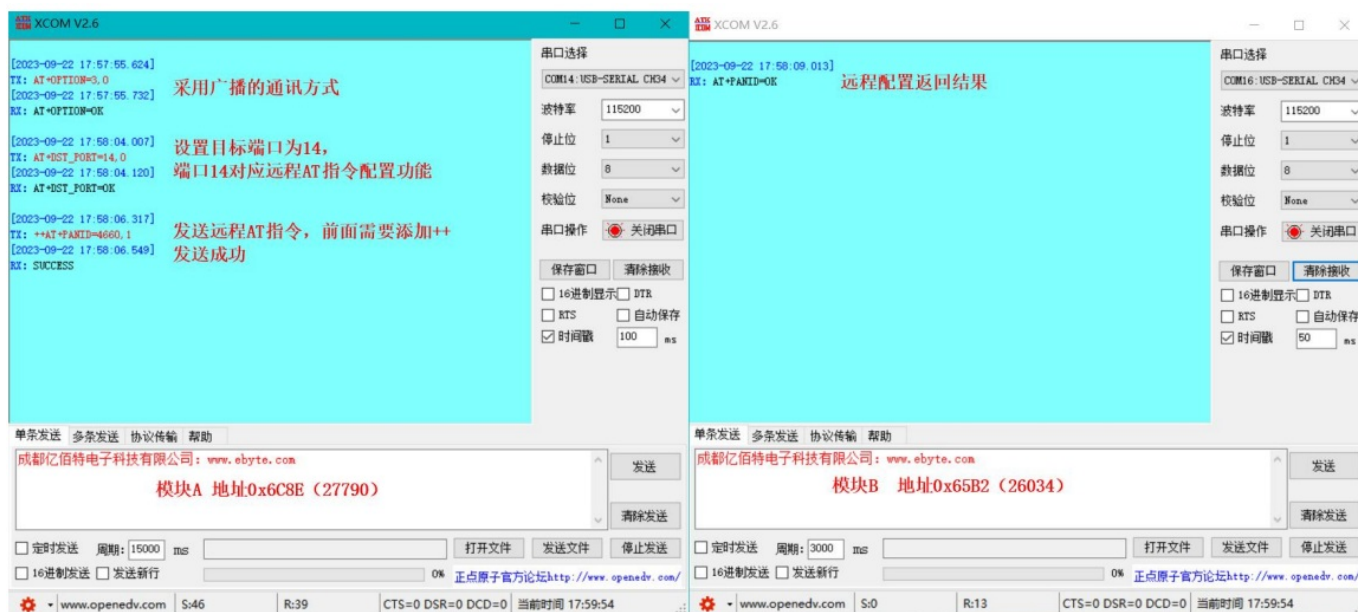 XCOM V2.6
[2023-09-22 17:57:55.624]
TX: AT+OPTION=3,0
[2023-09-22 17:57:55.732]
RX: AT+OPTION=OK
采用广播的通讯方式
[2023-09-22 17:58:04.007]
TX: AT+DST_PORT=14,0
[2023-09-22 17:58:04.120]
RX: AT+DST_PORT=OK
设置目标端口为14，
端口14对应远程AT指令配置功能
[2023-09-22 17:58:06.317]
TX: ++AT+PANID=4660,1
[2023-09-22 17:58:06.549]
RX: SUCCESS
发送远程AT指令，前面需要添加++
发送成功
串口选择
COM14:USB-SERIAL CH34
波特率 115200
停止位 1
数据位 8
校验位 None
串口操作 关闭串口
保存窗口 清除接收
16进制显示 DTR
RTS 自动保存
时间戳 100 ms
单条发送 多条发送 协议传输 帮助
成都亿佰特电子科技有限公司：www.ebyte.com
模块A 地址0x6C8E（27790）
发送
清除发送
定时发送 周期: 15000 ms 打开文件 发送文件 停止发送
16进制发送 发送新行 0% 正点原子官方论坛http://www.openedv.com/
www.openedv.com S:46 R:39 CTS=0 DSR=0 DCD=0 当前时间 17:59:54
XCOM V2.6
[2023-09-22 17:58:09.013]
RX: AT+PANID=OK
远程配置返回结果
串口选择
COM16:USB-SERIAL CH34
波特率 115200
停止位 1
数据位 8
校验位 None
串口操作 关闭串口
保存窗口 清除接收
16进制显示 DTR
RTS 自动保存
时间戳 50 ms
单条发送 多条发送 协议传输 帮助
成都亿佰特电子科技有限公司：www.ebyte.com
模块B 地址0x65B2（26034）
发送
清除发送
定时发送 周期: 3000 ms 打开文件 发送文件 停止发送
16进制发送 发送新行 0% 正点原子官方论坛http://www.openedv.com/
www.openedv.com S:0 R:13 CTS=0 DSR=0 DCD=0 当前时间 17:59:54